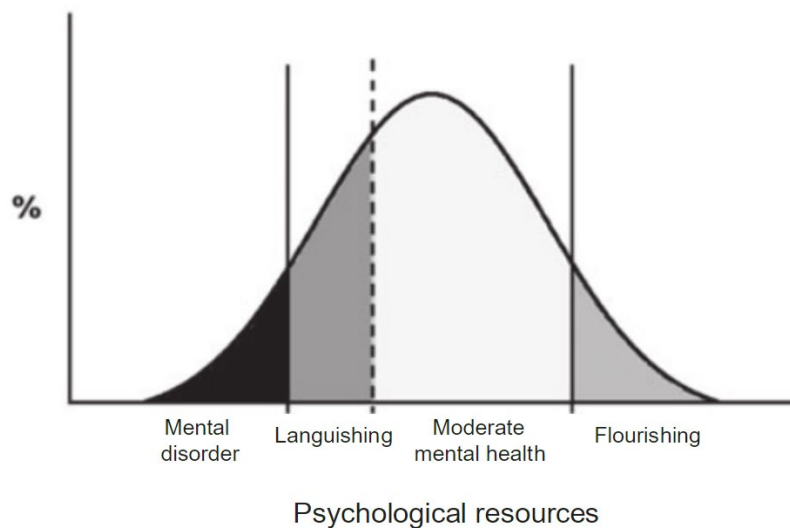 %
Mental
disorder
Languishing
Moderate
mental health
Flourishing
Psychological resources